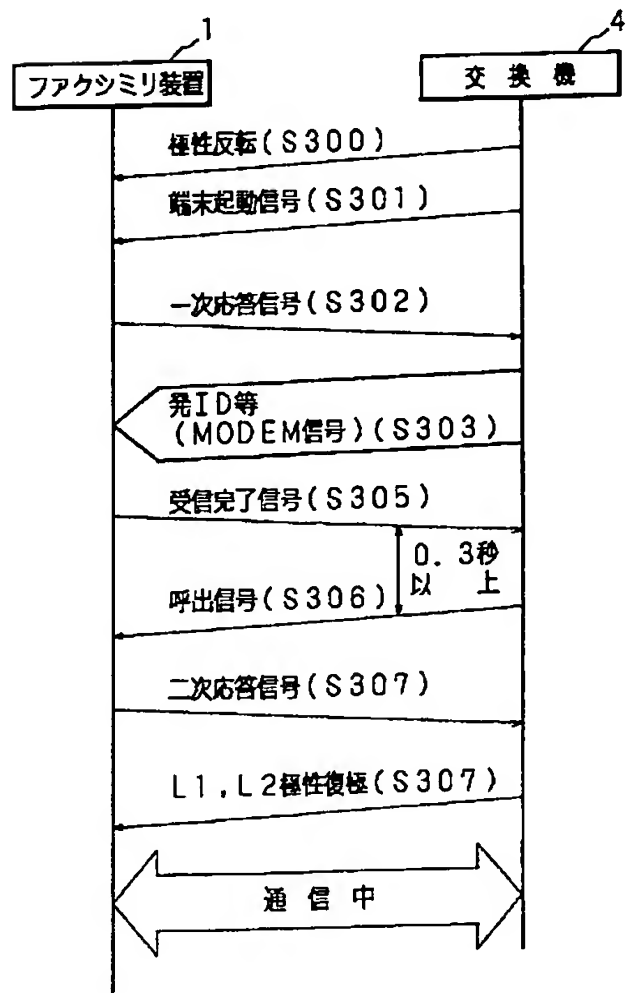 1
4
ファクシミリ装置
交換機
極性反転(S300)
端末起動信号(S301)
一次応答信号(S302)
発ID等
(MODEM信号)(S303)
受信完了信号(S305)
0.3秒
以上
呼出信号(S306)
二次応答信号(S307)
L1,L2極性復極(S307)
通信中